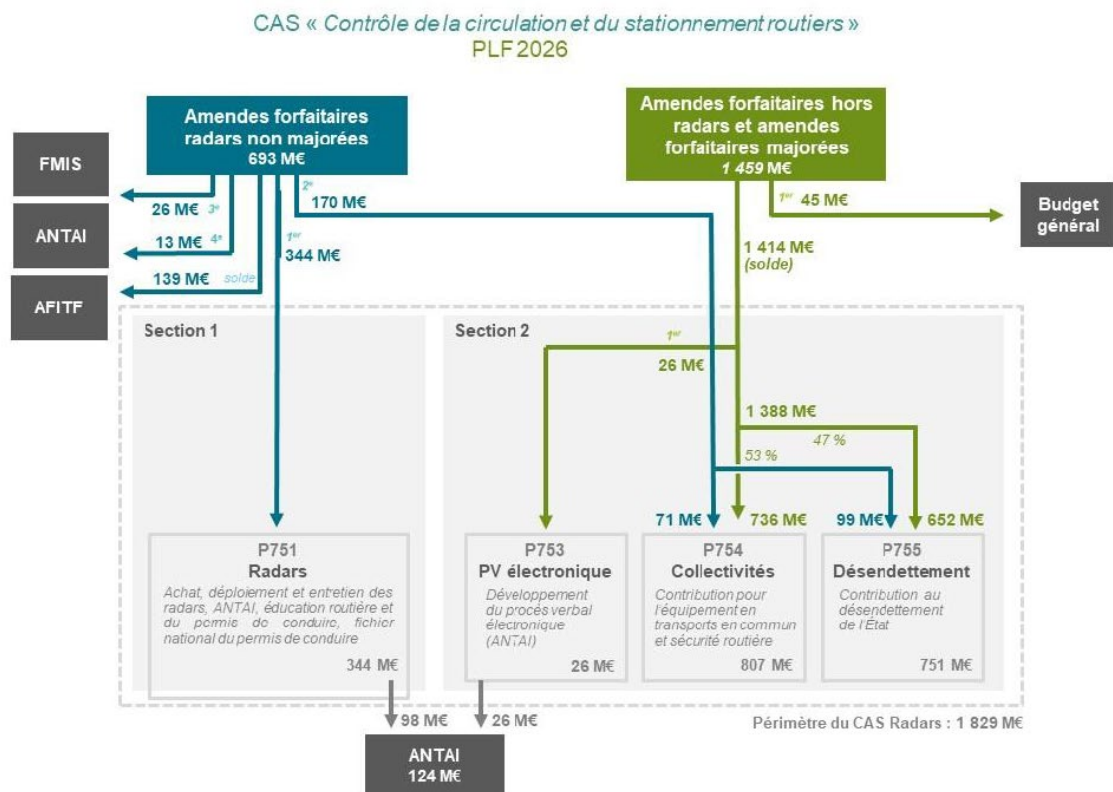 CAS « Contrôle de la circulation et du stationnement routiers »
PLF 2026
Amendes forfaitaires
radars non majorées
693 M€
Amendes forfaitaires hors
radars et amendes
forfaitaires majorées
1 459 M€
FMIS
ANTAI
AFITF
Budget
général
26 M€ 3e
13 M€ 4e
139 M€ solde
1er
344 M€
2e
170 M€
1er 45 M€
1 414 M€
(solde)
Section 1
Section 2
1er
26 M€
1 388 M€
47 %
53 %
71 M€
736 M€
99 M€
652 M€
P751
Radars
Achat, déploiement et entretien des
radars, ANTAI, éducation routière et
du permis de conduire, fichier
national du permis de conduire
344 M€
P753
PV électronique
Développement
du procès verbal
électronique
(ANTAI)
26 M€
P754
Collectivités
Contribution pour
l'équipement en
transports en commun
et sécurité routière
807 M€
P755
Désendettement
Contribution au
désendettement
de l'État
751 M€
98 M€
26 M€
Périmètre du CAS Radars : 1 829 M€
ANTAI
124 M€